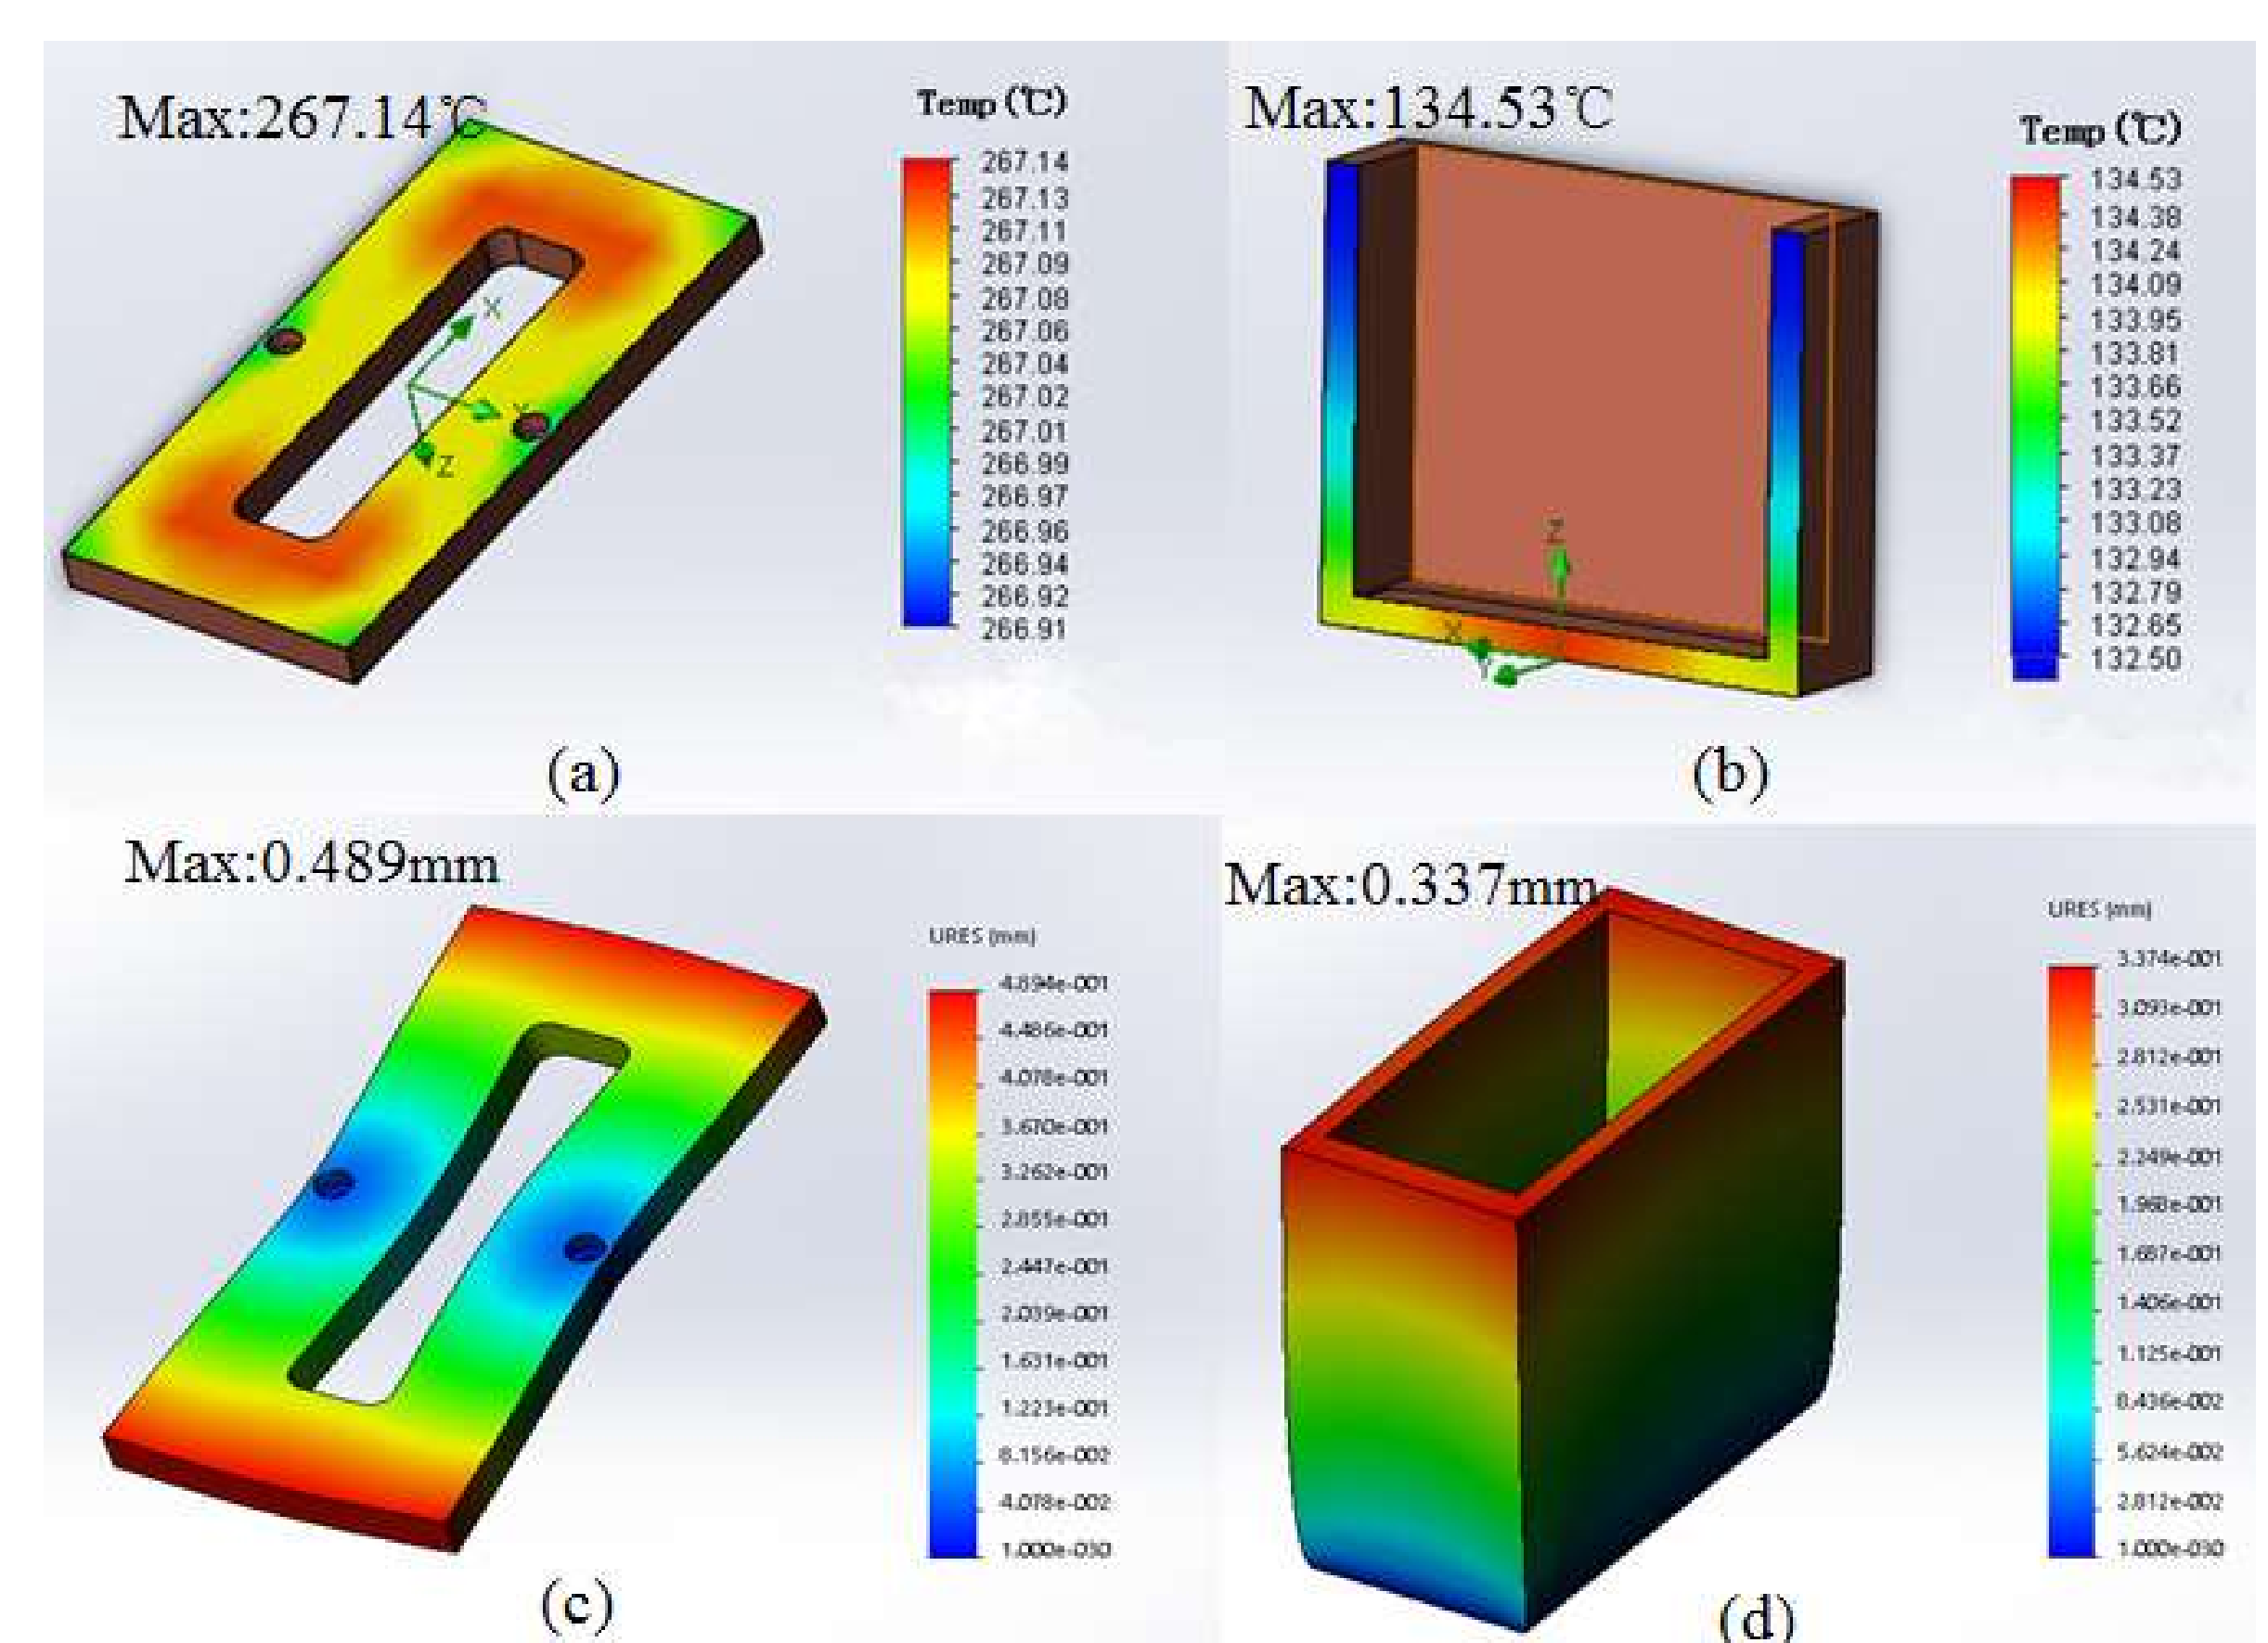 Max:267.14℃
Temp(℃)
267.14
267.13
267.11
267.09
267.08
267.06
267.04
267.02
267.01
266.99
266.97
266.96
266.94
266.92
266.91
X
Y
Z
(a)
Max:134.53℃
Temp(℃)
134.53
134.38
134.24
134.09
133.95
133.81
133.66
133.52
133.37
133.23
133.08
132.94
132.79
132.65
132.50
Z
X
Y
(b)
Max:0.489mm
URES (mm)
4.894e-001
4.486e-001
4.078e-001
3.670e-001
3.262e-001
2.855e-001
2.447e-001
2.039e-001
1.631e-001
1.223e-001
8.156e-002
4.078e-002
1.000e-030
(c)
Max:0.337mm
URES (mm)
3.374e-001
3.093e-001
2.812e-001
2.531e-001
2.249e-001
1.968e-001
1.687e-001
1.406e-001
1.125e-001
8.436e-002
5.624e-002
2.812e-002
1.000e-030
(d)